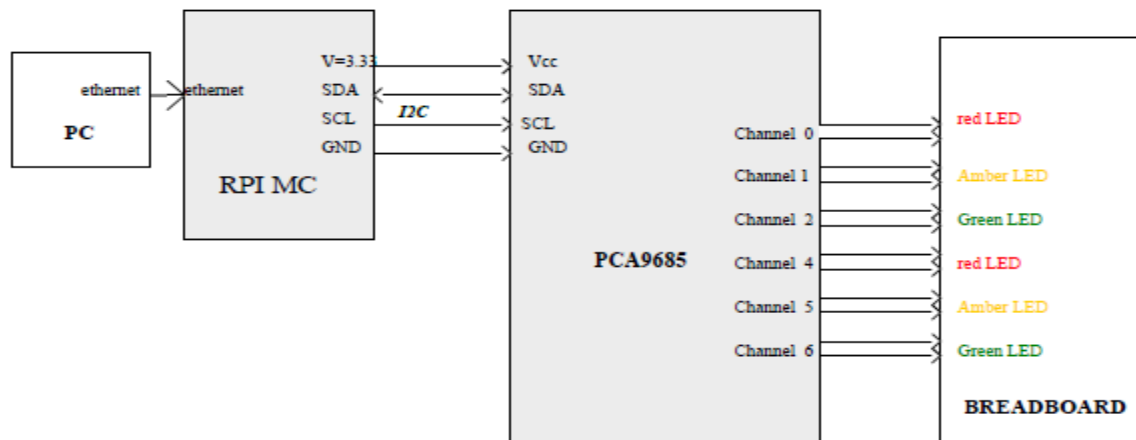 ethernet
PC
ethernet
V=3.33
SDA
SCL
GND
RPI MC
I2C
Vcc
SDA
SCL
GND
PCA9685
Channel 0
Channel 1
Channel 2
Channel 4
Channel 5
Channel 6
red LED
Amber LED
Green LED
red LED
Amber LED
Green LED
BREADBOARD